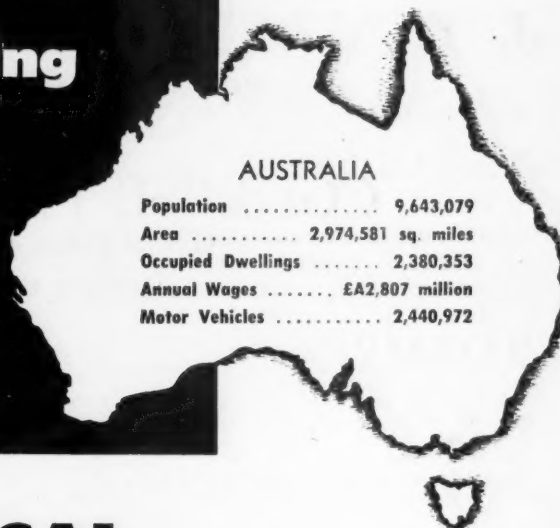 ng
AUSTRALIA
Population .............. 9,643,079
Area ........... 2,974,581 sq. miles
Occupied Dwellings ....... 2,380,353
Annual Wages ....... £A2,807 million
Motor Vehicles ........... 2,440,972